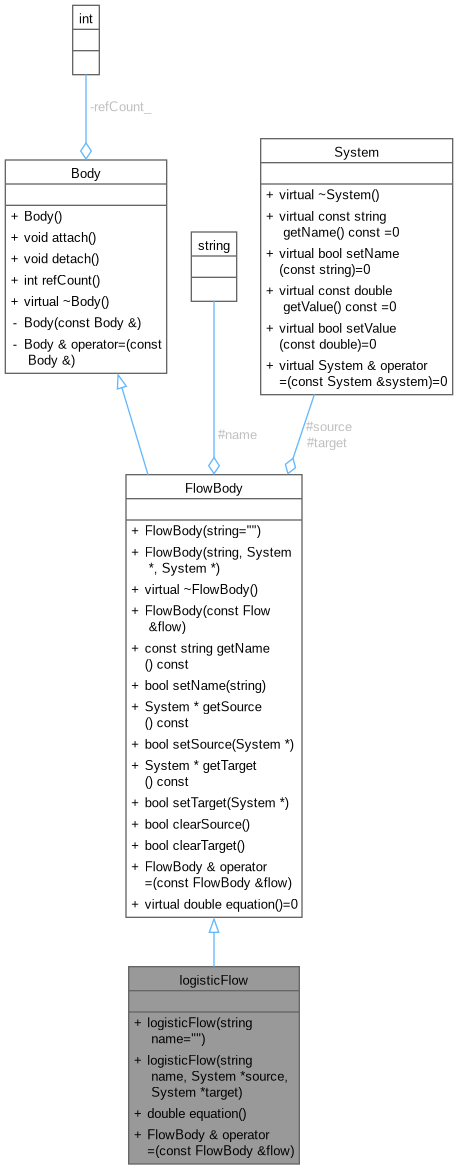 int
-refCount_
Body
+ Body()
+ void attach()
+ void detach()
+ int refCount()
+ virtual ~Body()
- Body(const Body &)
- Body & operator=(const
Body &)
string
#name
System
+ virtual ~System()
+ virtual const string
getName() const =0
+ virtual bool setName
(const string)=0
+ virtual const double
getValue() const =0
+ virtual bool setValue
(const double)=0
+ virtual System & operator
=(const System &system)=0
#source
#target
FlowBody
+ FlowBody(string="")
+ FlowBody(string, System
*, System *)
+ virtual ~FlowBody()
+ FlowBody(const Flow
&flow)
+ const string getName
() const
+ bool setName(string)
+ System * getSource
() const
+ bool setSource(System *)
+ System * getTarget
() const
+ bool setTarget(System *)
+ bool clearSource()
+ bool clearTarget()
+ FlowBody & operator
=(const FlowBody &flow)
+ virtual double equation()=0
logisticFlow
+ logisticFlow(string
name="")
+ logisticFlow(string
name, System *source,
System *target)
+ double equation()
+ FlowBody & operator
=(const FlowBody &flow)